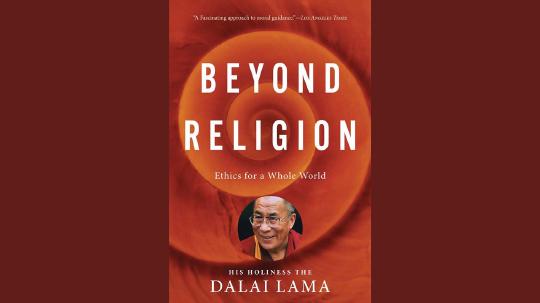 "A Fascinating approach to moral guidance."—Los Angeles Times
BEYOND
RELIGION
Ethics for a Whole World
HIS HOLINESS THE
DALAI LAMA